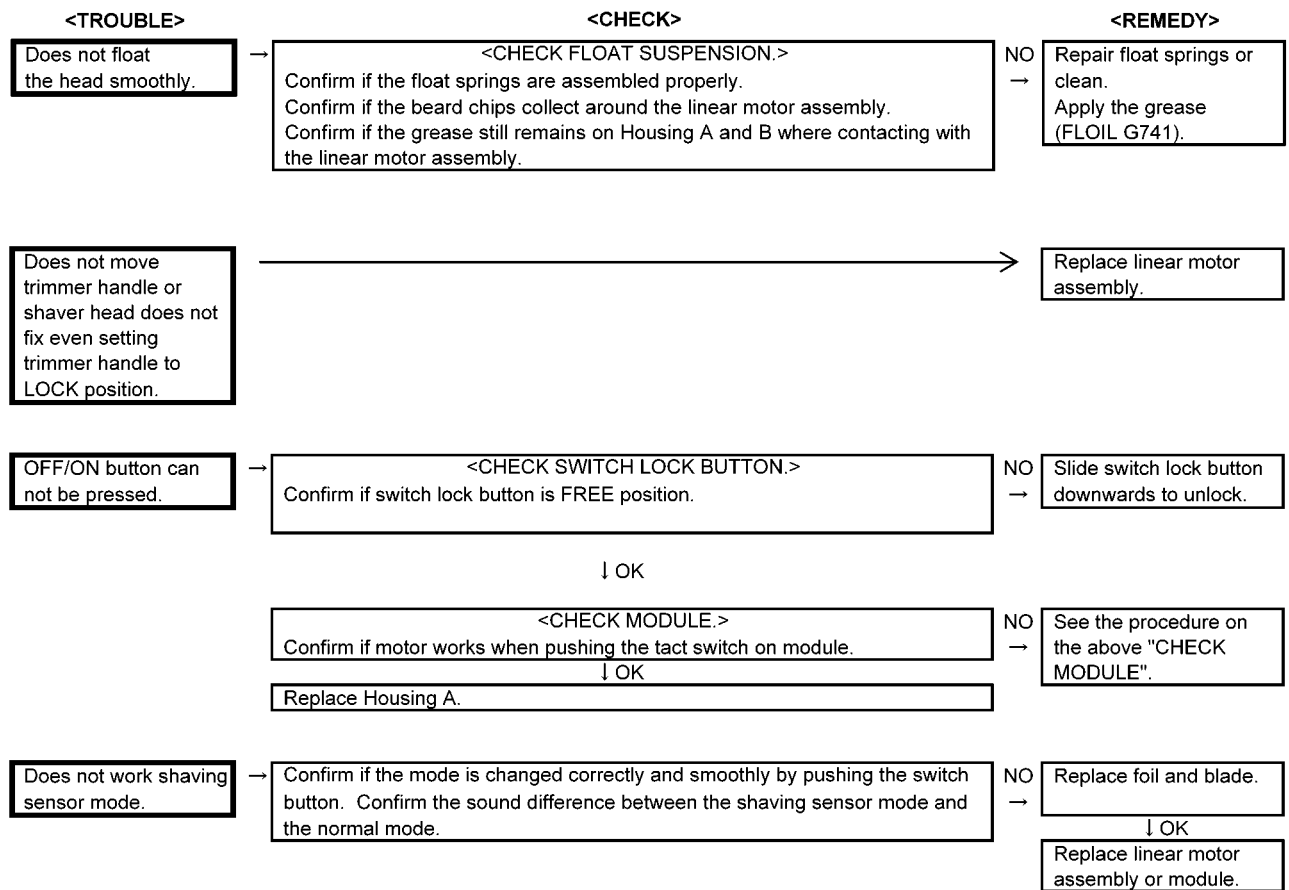 <TROUBLE>
<CHECK>
<REMEDY>
Does not float
the head smoothly.
→
<CHECK FLOAT SUSPENSION.>
Confirm if the float springs are assembled properly.
Confirm if the beard chips collect around the linear motor assembly.
Confirm if the grease still remains on Housing A and B where contacting with
the linear motor assembly.
NO
→
Repair float springs or
clean.
Apply the grease
(FLOIL G741).
Does not move
trimmer handle or
shaver head does not
fix even setting
trimmer handle to
LOCK position.
Replace linear motor
assembly.
OFF/ON button can
not be pressed.
→
<CHECK SWITCH LOCK BUTTON.>
Confirm if switch lock button is FREE position.
NO
→
Slide switch lock button
downwards to unlock.
↓ OK
<CHECK MODULE.>
Confirm if motor works when pushing the tact switch on module.
NO
→
See the procedure on
the above "CHECK
MODULE".
↓ OK
Replace Housing A.
Does not work shaving
sensor mode.
→
Confirm if the mode is changed correctly and smoothly by pushing the switch
button.  Confirm the sound difference between the shaving sensor mode and
the normal mode.
NO
→
Replace foil and blade.
↓ OK
Replace linear motor
assembly or module.